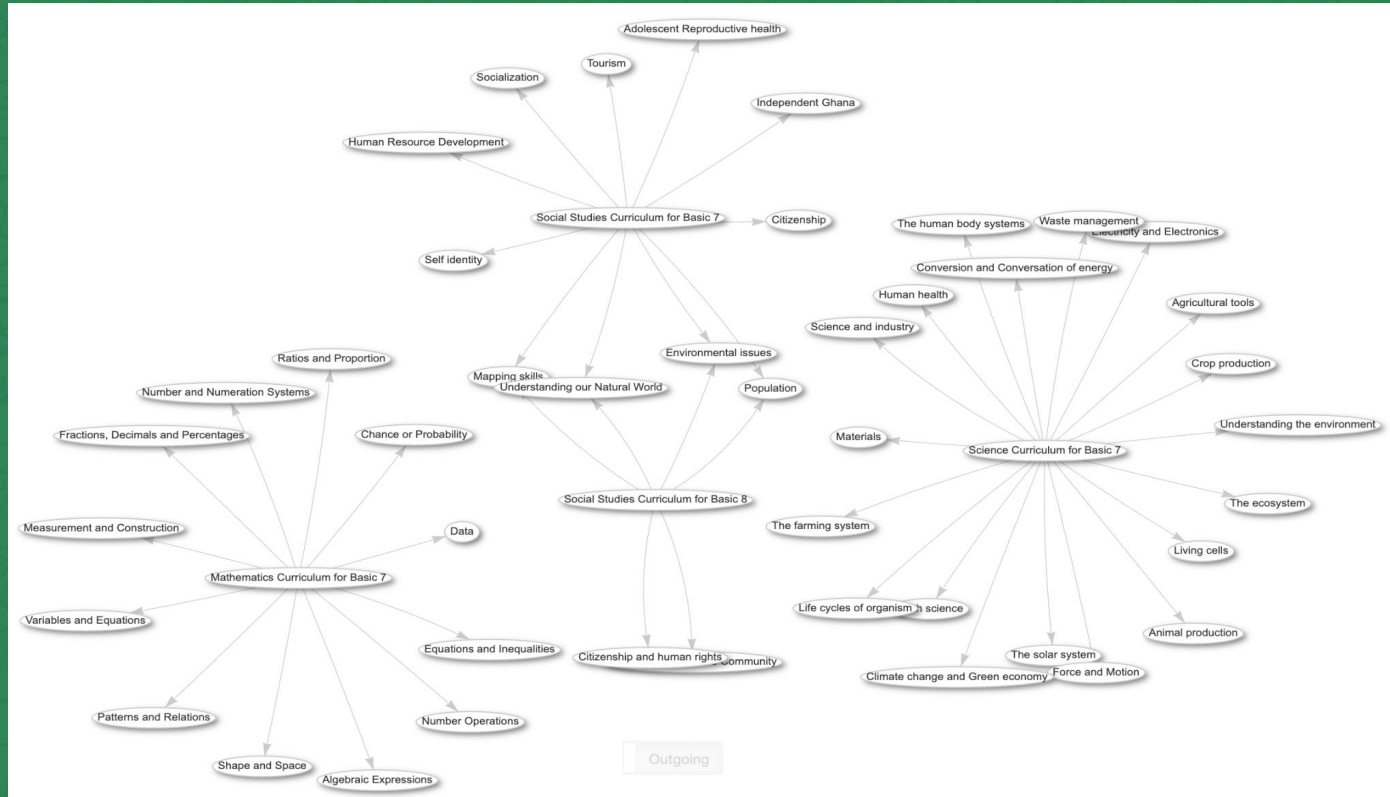 Adolescent Reproductive health
Tourism
Socialization
Independent Ghana
Human Resource Development
Social Studies Curriculum for Basic 7
Citizenship
Self identity
Waste management
The human body systems
Electricity and Electronics
Conversion and Conversation of energy
Human health
Agricultural tools
Science and industry
Environmental issues
Ratios and Proportion
Crop production
Mapping skills
Understanding our Natural World
Population
Number and Numeration Systems
Understanding the environment
Fractions, Decimals and Percentages
Chance or Probability
Materials
Science Curriculum for Basic 7
Social Studies Curriculum for Basic 8
The ecosystem
Measurement and Construction
The farming system
Data
Living cells
Mathematics Curriculum for Basic 7
Life cycles of organism
science
Variables and Equations
Animal production
Equations and Inequalities
The solar system
Citizenship and human rights
Community
Force and Motion
Climate change and Green economy
Patterns and Relations
Number Operations
Outgoing
Shape and Space
Algebraic Expressions